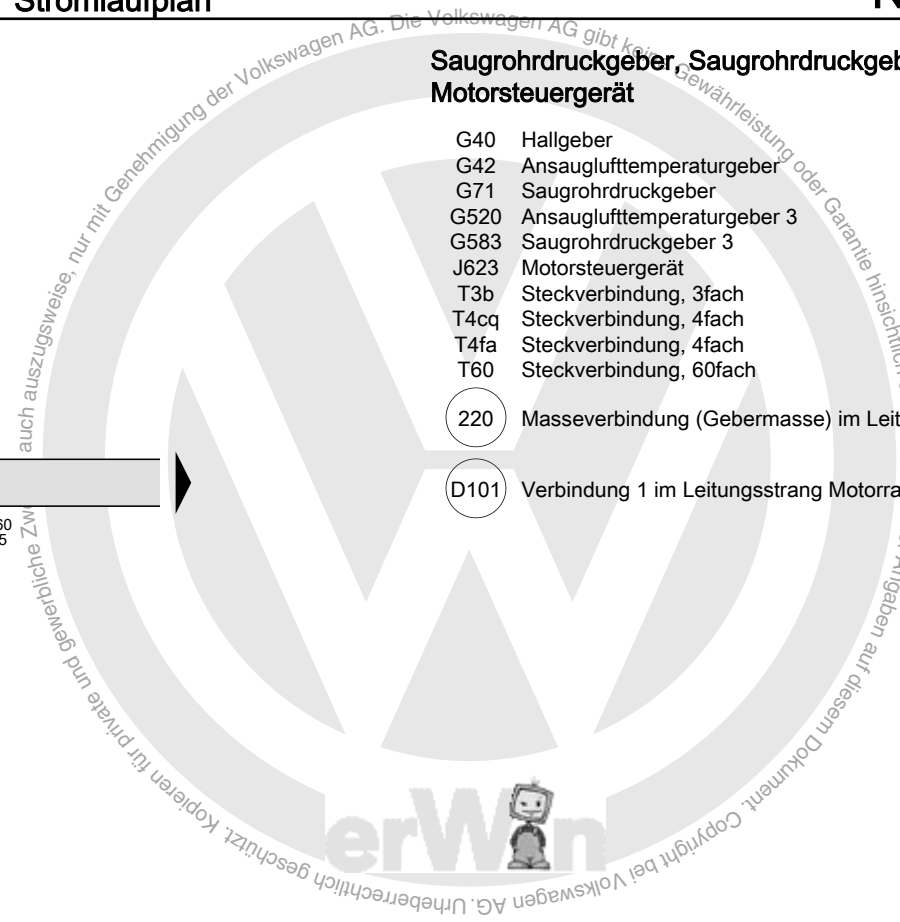 Stromlaufplan
Saugrohrdruckgeber, Saugrohrdruckgeb
Motorsteuergerät
G40 Hallgeber
G42 Ansauglufttemperaturgeber
G71 Saugrohrdruckgeber
G520 Ansauglufttemperaturgeber 3
G583 Saugrohrdruckgeber 3
J623 Motorsteuergerät
T3b Steckverbindung, 3fach
T4cq Steckverbindung, 4fach
T4fa Steckverbindung, 4fach
T60 Steckverbindung, 60fach
220 Masseverbindung (Gebermasse) im Leit
D101 Verbindung 1 im Leitungsstrang Motorra
60
5
auch auszugsweise, nur mit Genehmigung der Volkswagen AG. Die Volkswagen AG gibt keine Gewährleistung oder Garantie hinsichtlich
Angaben auf diesem Dokument. Copyright bei Volkswagen AG.
Urheberrechtlich geschützt. Kopieren für private und gewerbliche Zw
erWin